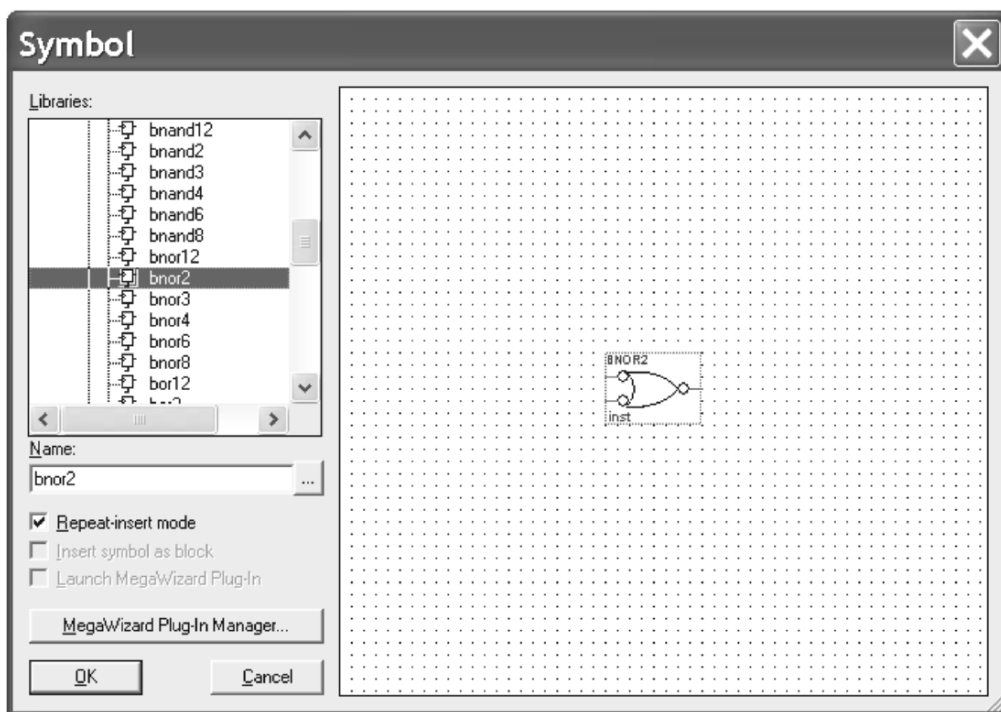 Symbol
Libraries:
bnand12
bnand2
bnand3
bnand4
bnand6
bnand8
bnor12
bnor2
bnor3
bnor4
bnor6
bnor8
bor12
Name:
bnor2
...
Repeat-insert mode
Insert symbol as block
Launch MegaWizard Plug-In
MegaWizard Plug-In Manager...
OK
Cancel
BNOR2
inst